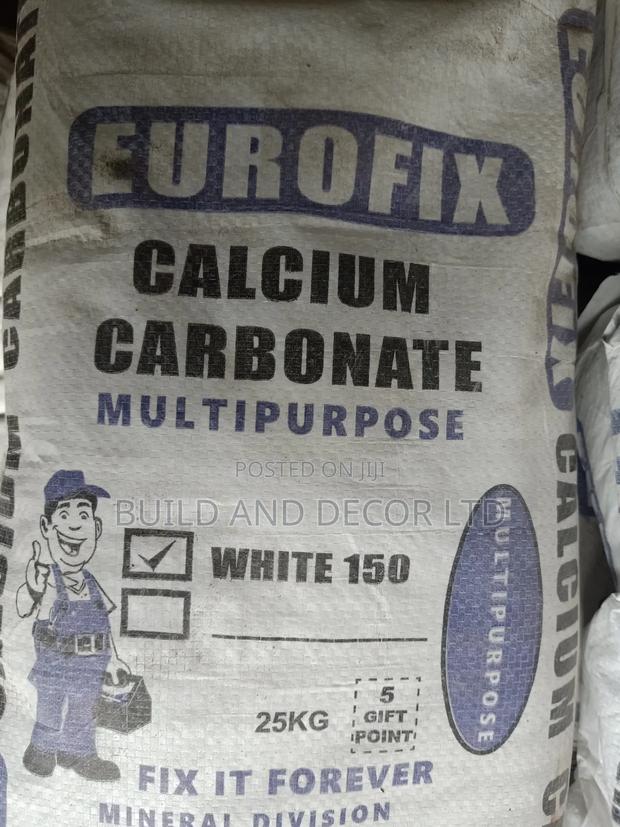 EUROFIX
CALCIUM
CARBONATE
MULTIPURPOSE
POSTED ON JIJI
BUILD AND DECOR LTD
WHITE 150
MULTIPURPOSE
25KG
5
GIFT
POINT
FIX IT FOREVER
MINERAL DIVISION
CALCIUM C